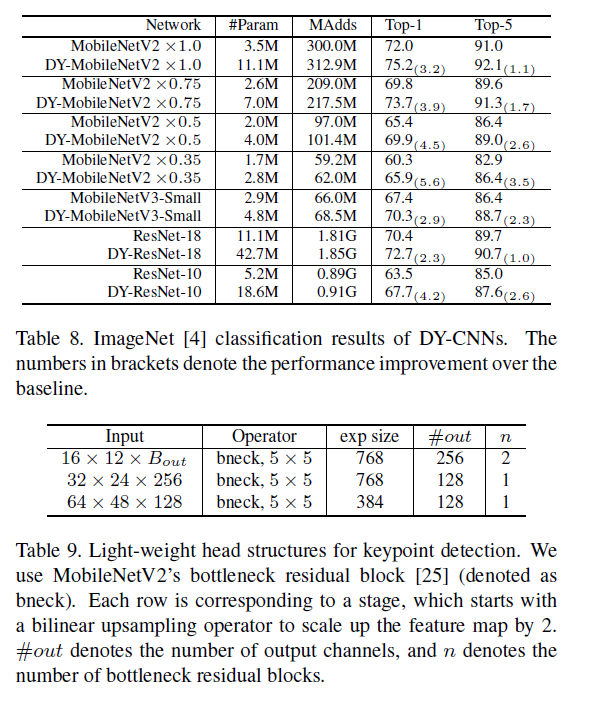 Network #Param MAdds Top-1 Top-5
MobileNetV2 ×1.0 3.5M 300.0M 72.0 91.0
DY-MobileNetV2 ×1.0 11.1M 312.9M 75.2(3.2) 92.1(1.1)
MobileNetV2 ×0.75 2.6M 209.0M 69.8 89.6
DY-MobileNetV2 ×0.75 7.0M 217.5M 73.7(3.9) 91.3(1.7)
MobileNetV2 ×0.5 2.0M 97.0M 65.4 86.4
DY-MobileNetV2 ×0.5 4.0M 101.4M 69.9(4.5) 89.0(2.6)
MobileNetV2 ×0.35 1.7M 59.2M 60.3 82.9
DY-MobileNetV2 ×0.35 2.8M 62.0M 65.9(5.6) 86.4(3.5)
MobileNetV3-Small 2.9M 66.0M 67.4 86.4
DY-MobileNetV3-Small 4.8M 68.5M 70.3(2.9) 88.7(2.3)
ResNet-18 11.1M 1.81G 70.4 89.7
DY-ResNet-18 42.7M 1.85G 72.7(2.3) 90.7(1.0)
ResNet-10 5.2M 0.89G 63.5 85.0
DY-ResNet-10 18.6M 0.91G 67.7(4.2) 87.6(2.6)
Table 8. ImageNet [4] classification results of DY-CNNs. The
numbers in brackets denote the performance improvement over the
baseline.
Input Operator exp size #out n
16 × 12 × Bout bneck, 5 × 5 768 256 2
32 × 24 × 256 bneck, 5 × 5 768 128 1
64 × 48 × 128 bneck, 5 × 5 384 128 1
Table 9. Light-weight head structures for keypoint detection. We
use MobileNetV2's bottleneck residual block [25] (denoted as
bneck). Each row is corresponding to a stage, which starts with
a bilinear upsampling operator to scale up the feature map by 2.
#out denotes the number of output channels, and n denotes the
number of bottleneck residual blocks.